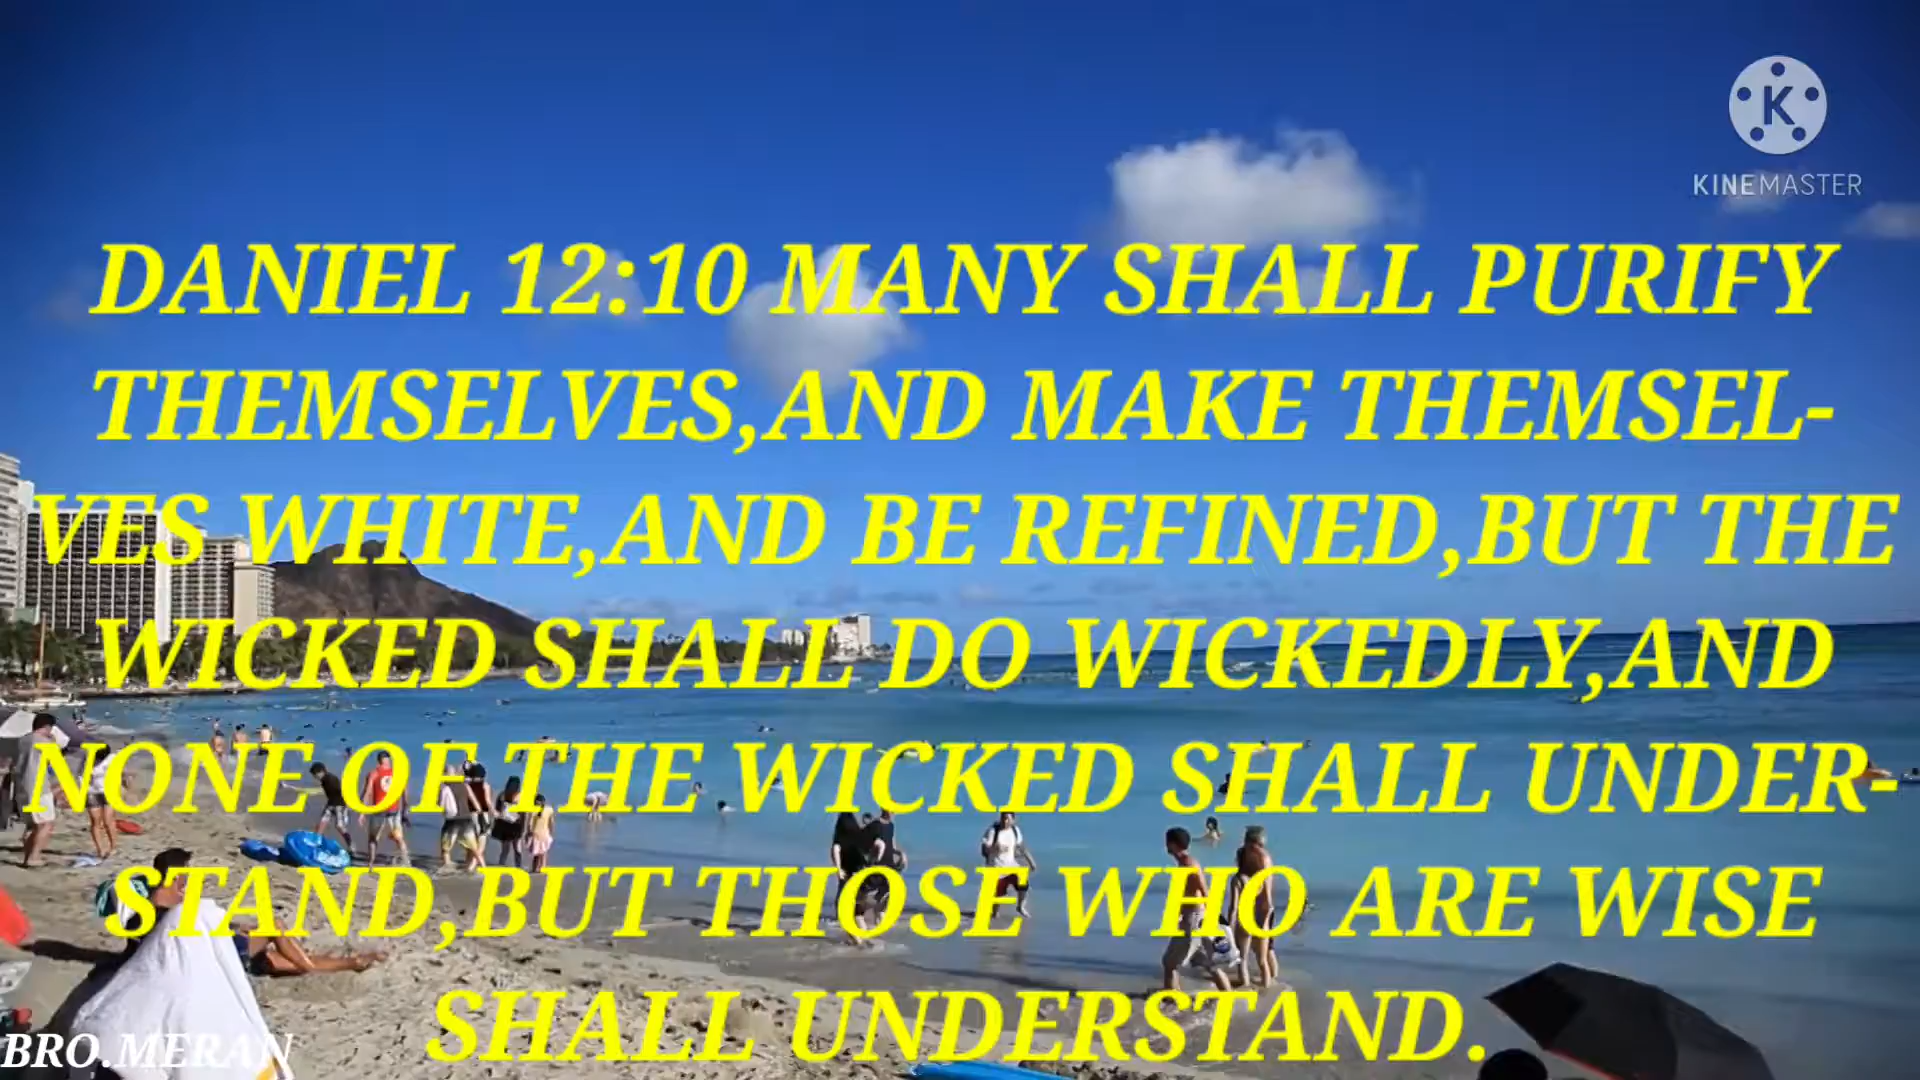 K
KINEMASTER
DANIEL 12:10 MANY SHALL PURIFY
THEMSELVES,AND MAKE THEMSEL-
VES WHITE,AND BE REFINED,BUT THE
WICKED SHALL DO WICKEDLY,AND
NONE OF THE WICKED SHALL UNDER-
STAND,BUT THOSE WHO ARE WISE
SHALL UNDERSTAND.
BRO.MERAN